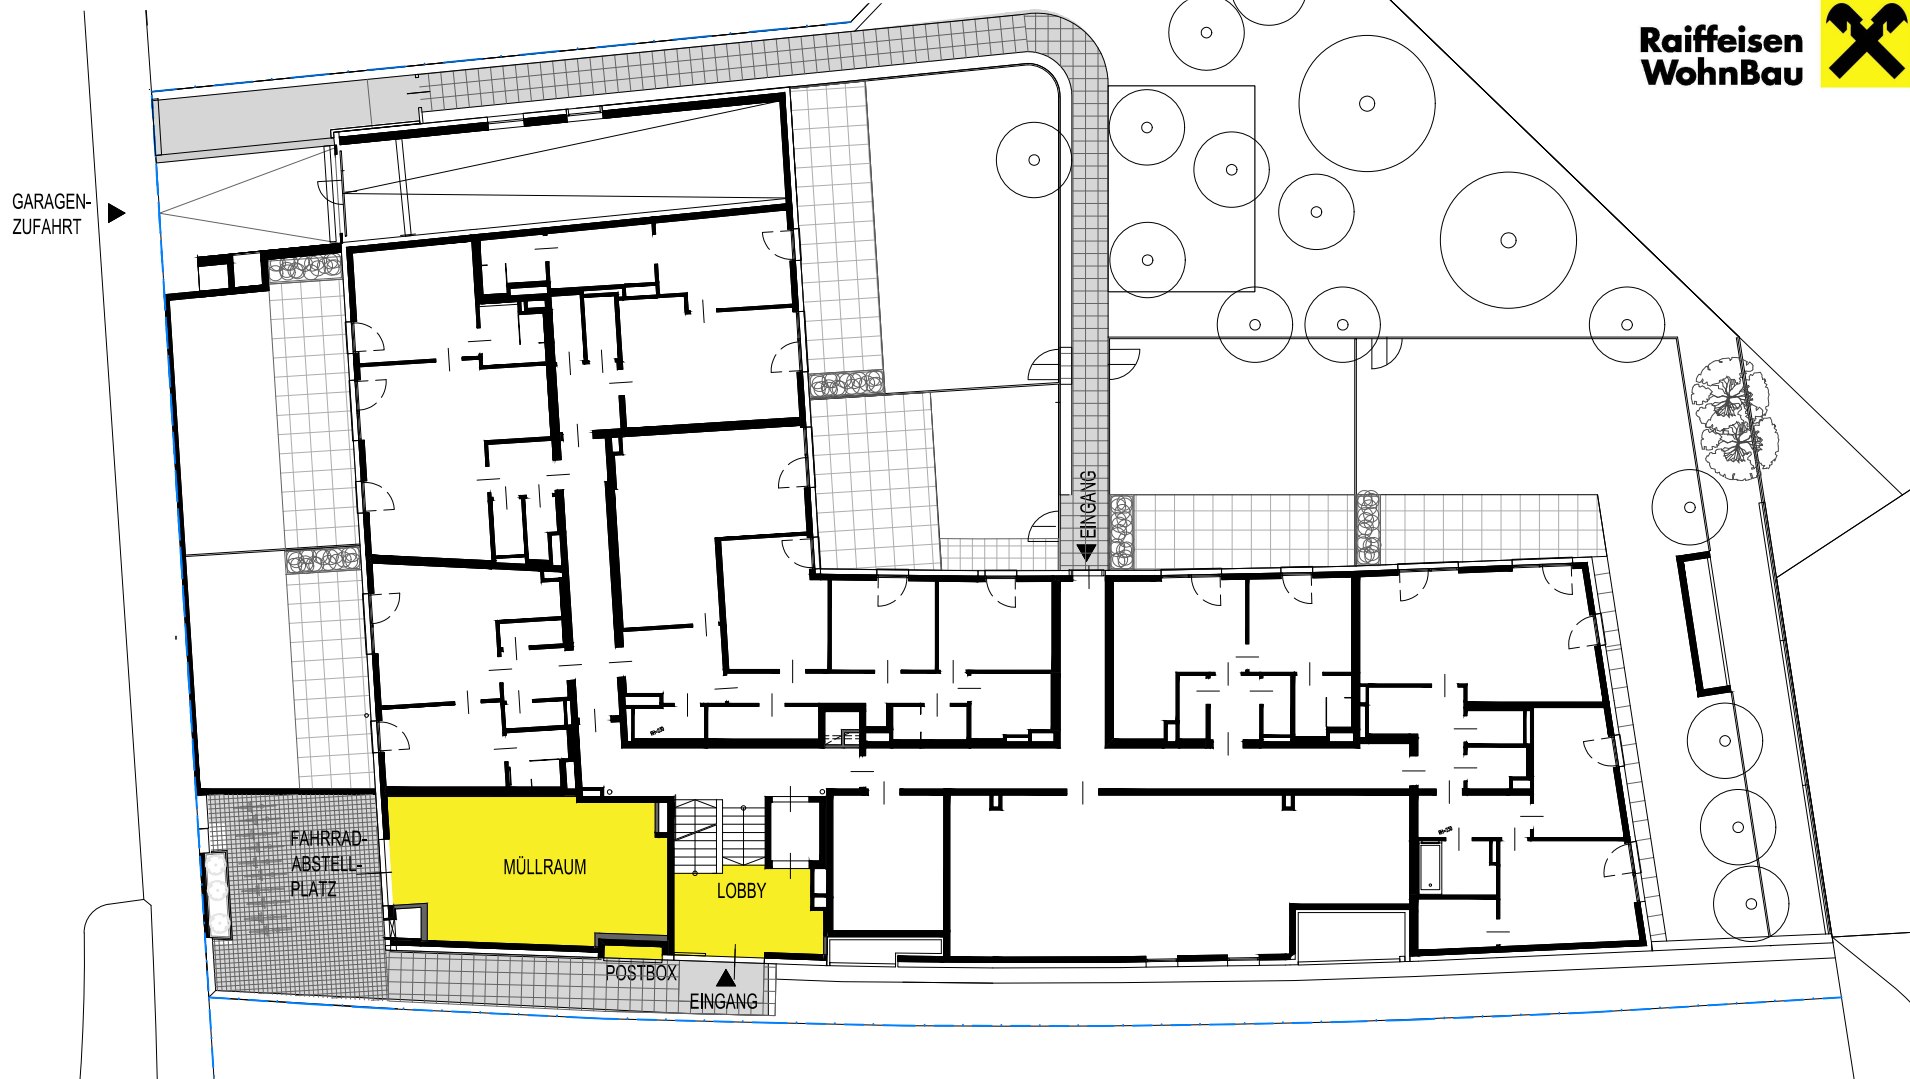 Raiffeisen
WohnBau
GARAGEN-
ZUFAHRT
EINGANG
FAHRRAD-
ABSTELL-
PLATZ
MÜLLRAUM
LOBBY
POSTBOX
EINGANG